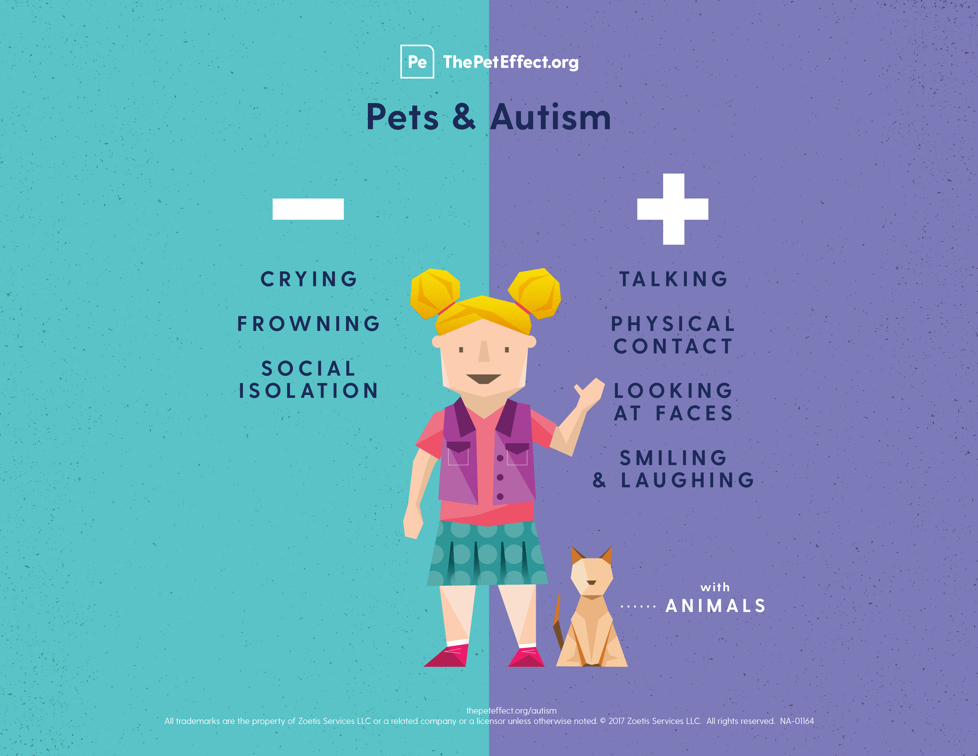 Pe ThePetEffect.org
Pets & Autism
CRYING
FROWNING
SOCIAL
ISOLATION
TALKING
PHYSICAL
CONTACT
LOOKING
AT FACES
SMILING
& LAUGHING
with
ANIMALS
thepeteffect.org/autism
All trademarks are the property of Zoetis Services LLC or a related company or a licensor unless otherwise noted. © 2017 Zoetis Services LLC. All rights reserved. NA-01164